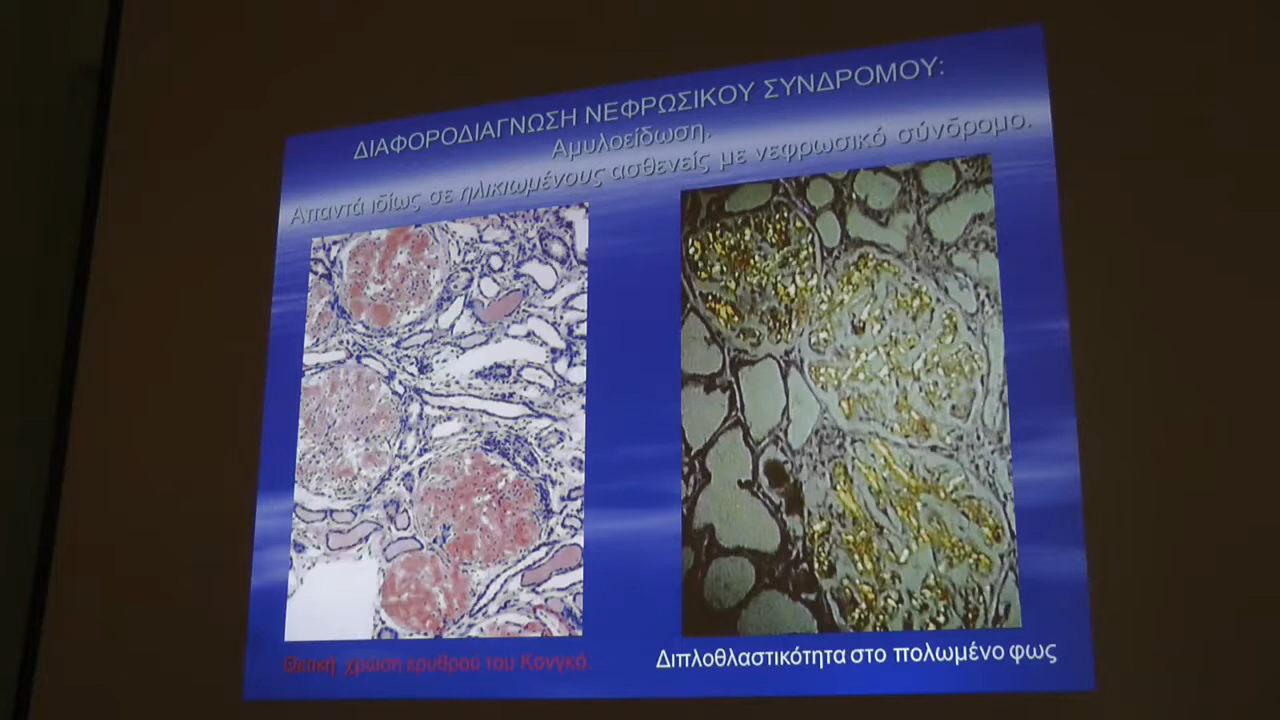 ΔΙΑΦΟΡΟΔΙΑΓΝΩΣΗ ΝΕΦΡΩΣΙΚΟΥ ΣΥΝΔΡΟΜΟΥ:
Αμυλοείδωση.
Απαντά ιδίως σε ηλικιωμένους ασθενείς με νεφρωσικό σύνδρομο.
Θετική χρώση ερυθρού του Κονγκό.
Διπλοθλαστικότητα στο πολωμένο φως